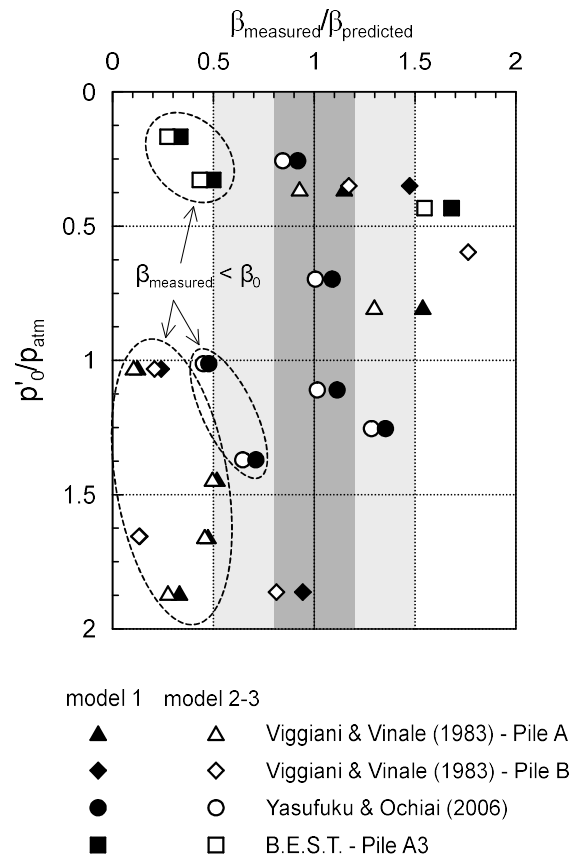 βmeasured/βpredicted
0 0.5 1 1.5 2
0
0.5
βmeasured < β0
1
p'0/patm
1.5
2
model 1 model 2-3
Viggiani & Vinale (1983) - Pile A
Viggiani & Vinale (1983) - Pile B
Yasufuku & Ochiai (2006)
B.E.S.T. - Pile A3